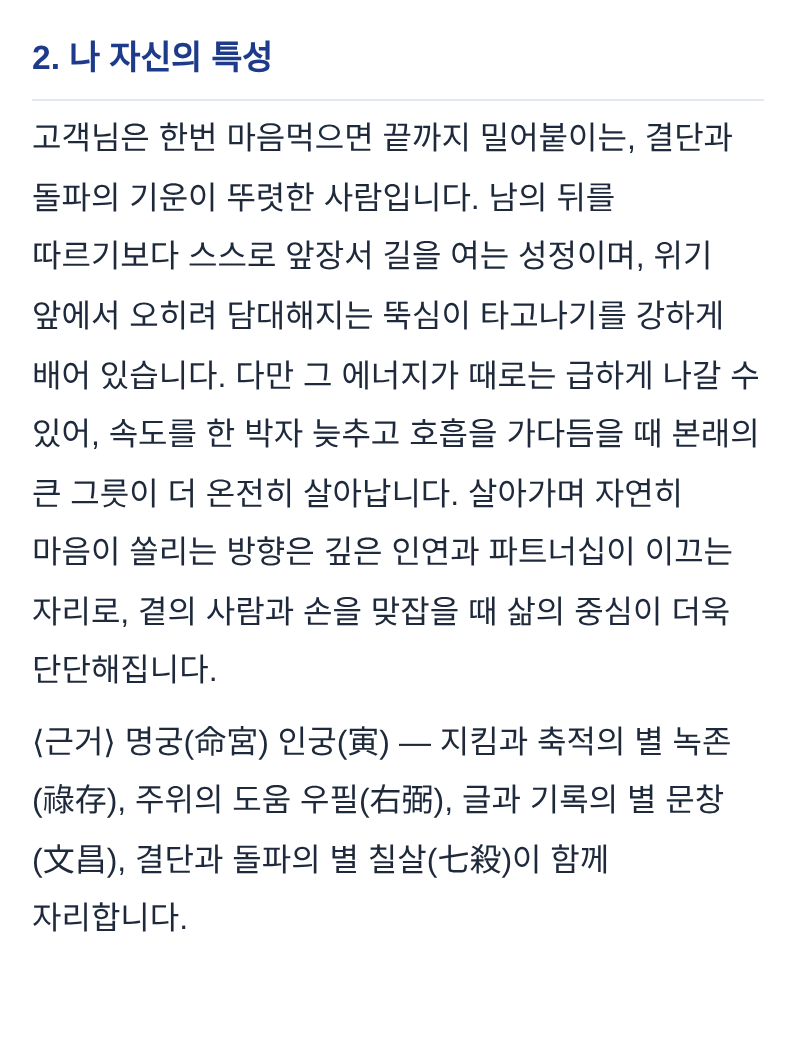 2. 나 자신의 특성
고객님은 한번 마음먹으면 끝까지 밀어붙이는, 결단과
돌파의 기운이 뚜렷한 사람입니다. 남의 뒤를
따르기보다 스스로 앞장서 길을 여는 성정이며, 위기
앞에서 오히려 담대해지는 뚝심이 타고나기를 강하게
배어 있습니다. 다만 그 에너지가 때로는 급하게 나갈 수
있어, 속도를 한 박자 늦추고 호흡을 가다듬을 때 본래의
큰 그릇이 더 온전히 살아납니다. 살아가며 자연히
마음이 쏠리는 방향은 깊은 인연과 파트너십이 이끄는
자리로, 곁의 사람과 손을 맞잡을 때 삶의 중심이 더욱
단단해집니다.
⟨근거⟩ 명궁(命宮) 인궁(寅) — 지킴과 축적의 별 녹존
(祿存), 주위의 도움 우필(右弼), 글과 기록의 별 문창
(文昌), 결단과 돌파의 별 칠살(七殺)이 함께
자리합니다.